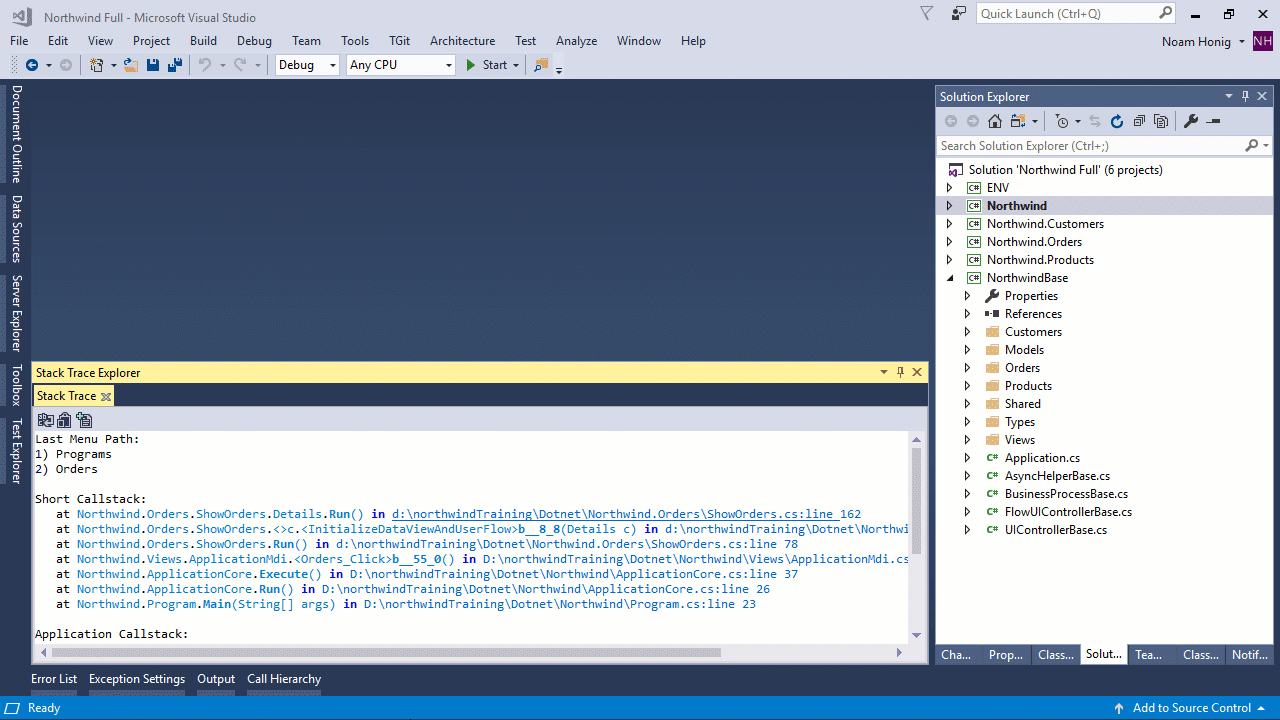 Northwind Full - Microsoft Visual Studio
Quick Launch (Ctrl+Q)
File Edit View Project Build Debug Team Tools TGit Architecture Test Analyze Window Help
Noam Honig NH
Debug Any CPU Start
Document Outline
Data Sources
Server Explorer
Toolbox
Test Explorer
Stack Trace Explorer
Stack Trace
Last Menu Path:
1) Programs
2) Orders
Short Callstack:
at Northwind.Orders.ShowOrders.Details.Run() in d:\northwindTraining\Dotnet\Northwind.Orders\ShowOrders.cs:line 162
at Northwind.Orders.ShowOrders.<>c.<InitializeDataViewAndUserFlow>b__8_8(Details c) in d:\northwindTraining\Dotnet\Northwi
at Northwind.Orders.ShowOrders.Run() in d:\northwindTraining\Dotnet\Northwind.Orders\ShowOrders.cs:line 78
at Northwind.Views.ApplicationMdi.<Orders_Click>b__55_0() in D:\northwindTraining\Dotnet\Northwind\Views\ApplicationMdi.cs
at Northwind.ApplicationCore.Execute() in D:\northwindTraining\Dotnet\Northwind\ApplicationCore.cs:line 37
at Northwind.ApplicationCore.Run() in D:\northwindTraining\Dotnet\Northwind\ApplicationCore.cs:line 26
at Northwind.Program.Main(String[] args) in D:\northwindTraining\Dotnet\Northwind\Program.cs:line 23
Application Callstack:
Solution Explorer
Search Solution Explorer (Ctrl+;)
Solution 'Northwind Full' (6 projects)
C# ENV
C# Northwind
C# Northwind.Customers
C# Northwind.Orders
C# Northwind.Products
C# NorthwindBase
Properties
References
Customers
Models
Orders
Products
Shared
Types
Views
C# Application.cs
C# AsyncHelperBase.cs
C# BusinessProcessBase.cs
C# FlowUIControllerBase.cs
C# UIControllerBase.cs
Cha... Prop... Class... Solut... Tea... Class... Notif...
Error List Exception Settings Output Call Hierarchy
Ready
Add to Source Control